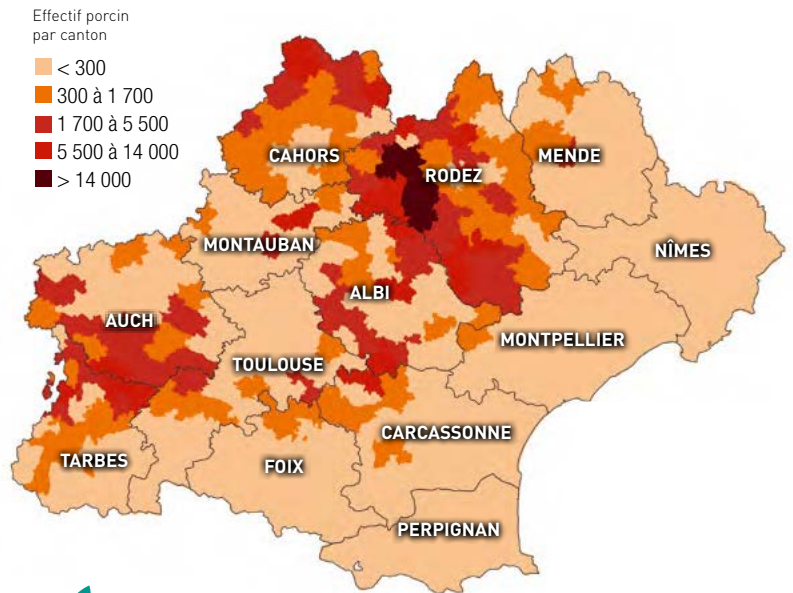 Effectif porcin
par canton
< 300
300 à 1 700
1 700 à 5 500
5 500 à 14 000
> 14 000
CAHORS
RODEZ
MENDE
MONTAUBAN
NÎMES
ALBI
AUCH
MONTPELLIER
TOULOUSE
CARCASSONNE
TARBES
FOIX
PERPIGNAN